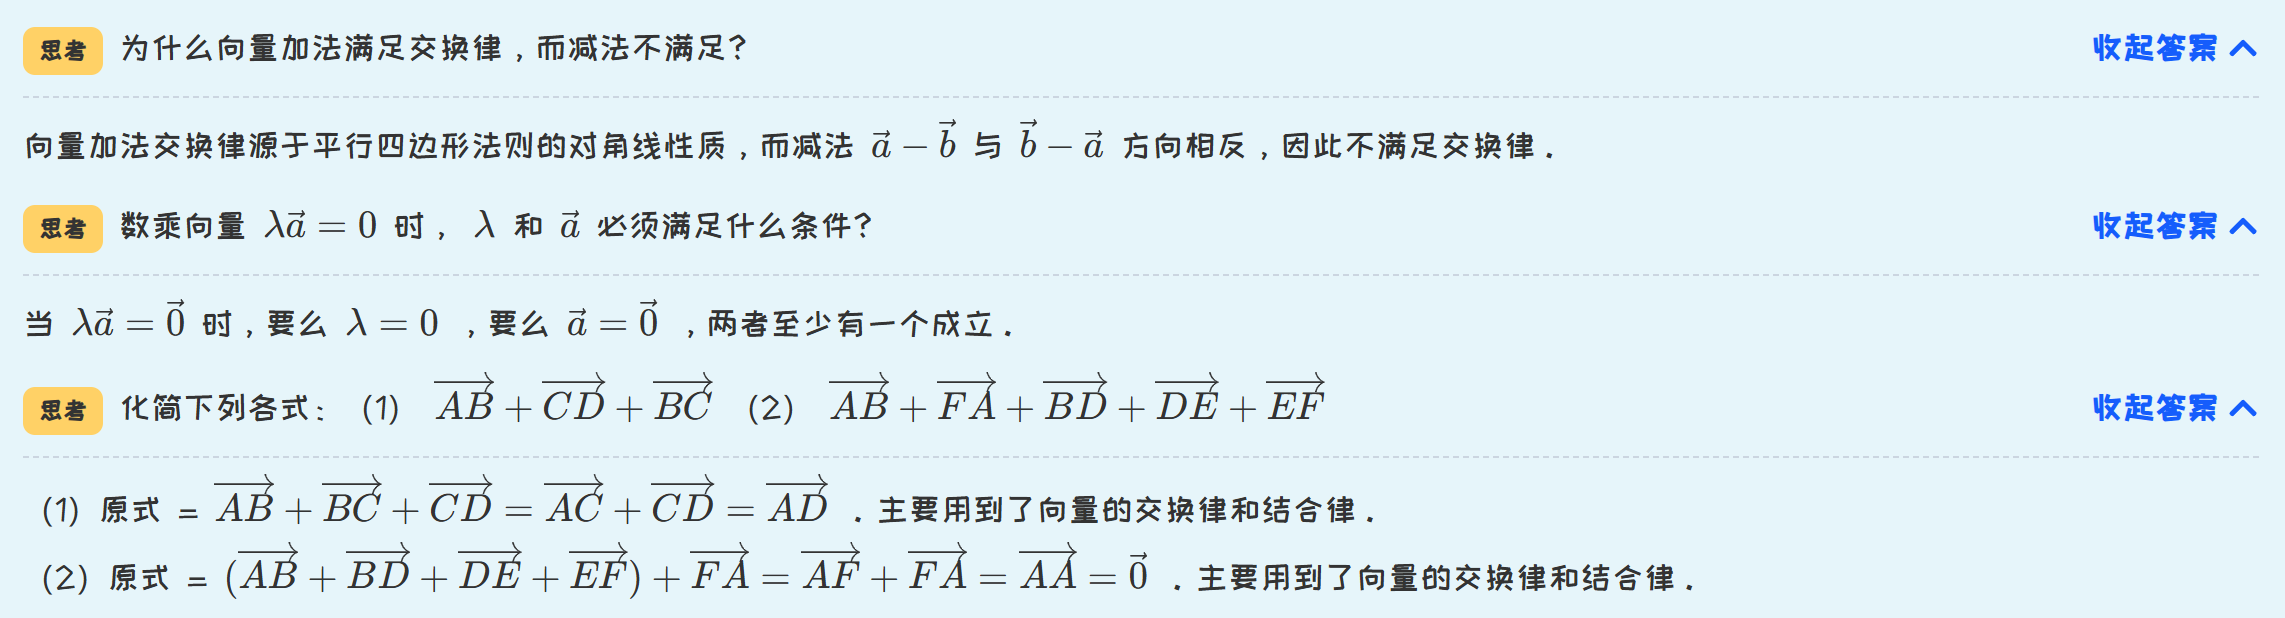 思考 为什么向量加法满足交换律，而减法不满足？ 收起答案
向量加法交换律源于平行四边形法则的对角线性质，而减法 $\vec{a}-\vec{b}$ 与 $\vec{b}-\vec{a}$ 方向相反，因此不满足交换律．
思考 数乘向量 $\lambda\vec{a}=0$ 时， $\lambda$ 和 $\vec{a}$ 必须满足什么条件？ 收起答案
当 $\lambda\vec{a}=\vec{0}$ 时，要么 $\lambda=0$ ，要么 $\vec{a}=\vec{0}$ ，两者至少有一个成立．
思考 化简下列各式： (1) $\overrightarrow{AB}+\overrightarrow{CD}+\overrightarrow{BC}$ (2) $\overrightarrow{AB}+\overrightarrow{FA}+\overrightarrow{BD}+\overrightarrow{DE}+\overrightarrow{EF}$ 收起答案
(1) 原式 = $\overrightarrow{AB}+\overrightarrow{BC}+\overrightarrow{CD}=\overrightarrow{AC}+\overrightarrow{CD}=\overrightarrow{AD}$ ．主要用到了向量的交换律和结合律．
(2) 原式 = $(\overrightarrow{AB}+\overrightarrow{BD}+\overrightarrow{DE}+\overrightarrow{EF})+\overrightarrow{FA}=\overrightarrow{AF}+\overrightarrow{FA}=\overrightarrow{AA}=\vec{0}$ ．主要用到了向量的交换律和结合律．